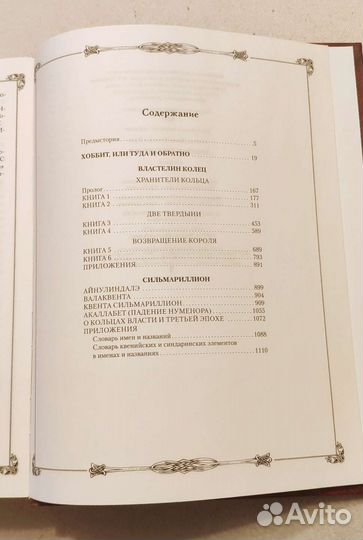 Содержание
Предыстория 5
ХОББИТ, ИЛИ ТУДА И ОБРАТНО 19
ВЛАСТЕЛИН КОЛЕЦ
ХРАНИТЕЛИ КОЛЬЦА
Пролог 167
КНИГА 1 177
КНИГА 2 311
ДВЕ ТВЕРДЫНИ
КНИГА 3 453
КНИГА 4 589
ВОЗВРАЩЕНИЕ КОРОЛЯ
КНИГА 5 689
КНИГА 6 793
ПРИЛОЖЕНИЯ 891
СИЛЬМАРИЛЛИОН
АЙНУЛИНДАЛЭ 899
ВАЛАКВЕНТА 904
КВЕНТА СИЛЬМАРИЛЛИОН 909
АКАЛЛАБЕТ (ПАДЕНИЕ НУМЕНОРА) 1055
О КОЛЬЦАХ ВЛАСТИ И ТРЕТЬЕЙ ЭПОХЕ 1072
ПРИЛОЖЕНИЯ
Словарь имен и названий 1088
Словарь квенийских и синдаринских элементов
в именах и названиях 1110
Avito